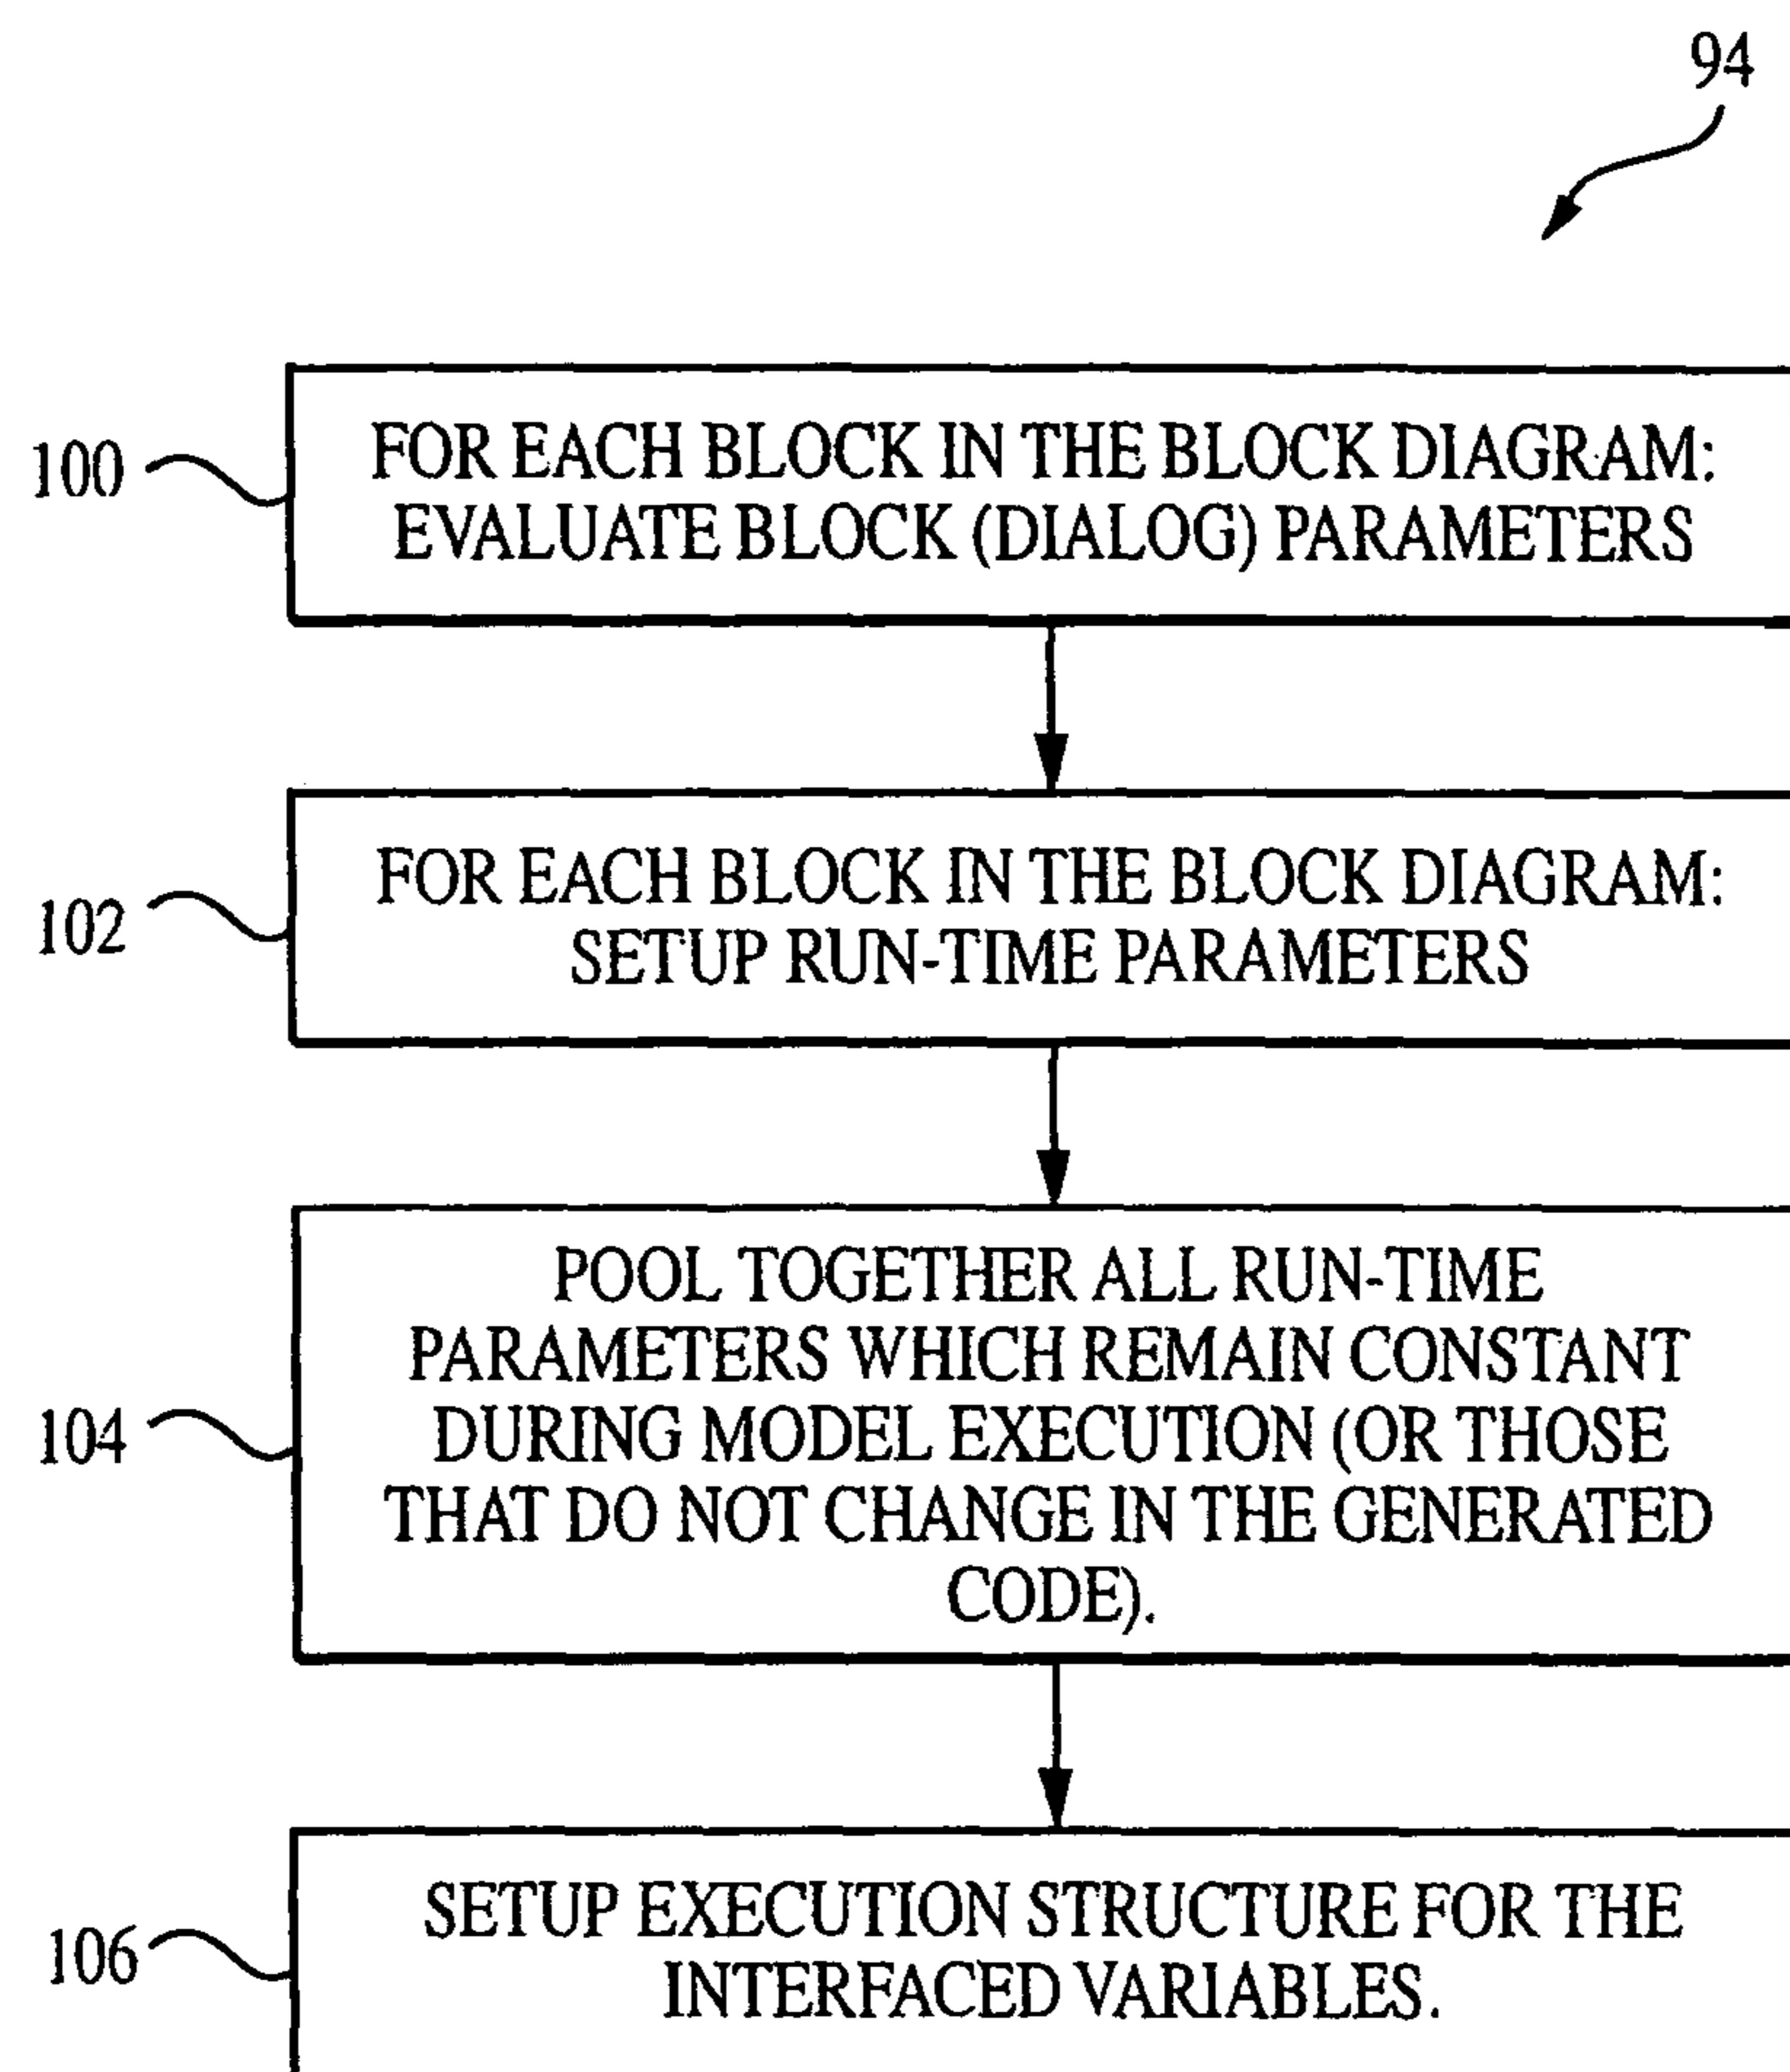 94
100
FOR EACH BLOCK IN THE BLOCK DIAGRAM:
EVALUATE BLOCK (DIALOG) PARAMETERS
102
FOR EACH BLOCK IN THE BLOCK DIAGRAM:
SETUP RUN-TIME PARAMETERS
104
POOL TOGETHER ALL RUN-TIME
PARAMETERS WHICH REMAIN CONSTANT
DURING MODEL EXECUTION (OR THOSE
THAT DO NOT CHANGE IN THE GENERATED
CODE).
106
SETUP EXECUTION STRUCTURE FOR THE
INTERFACED VARIABLES.